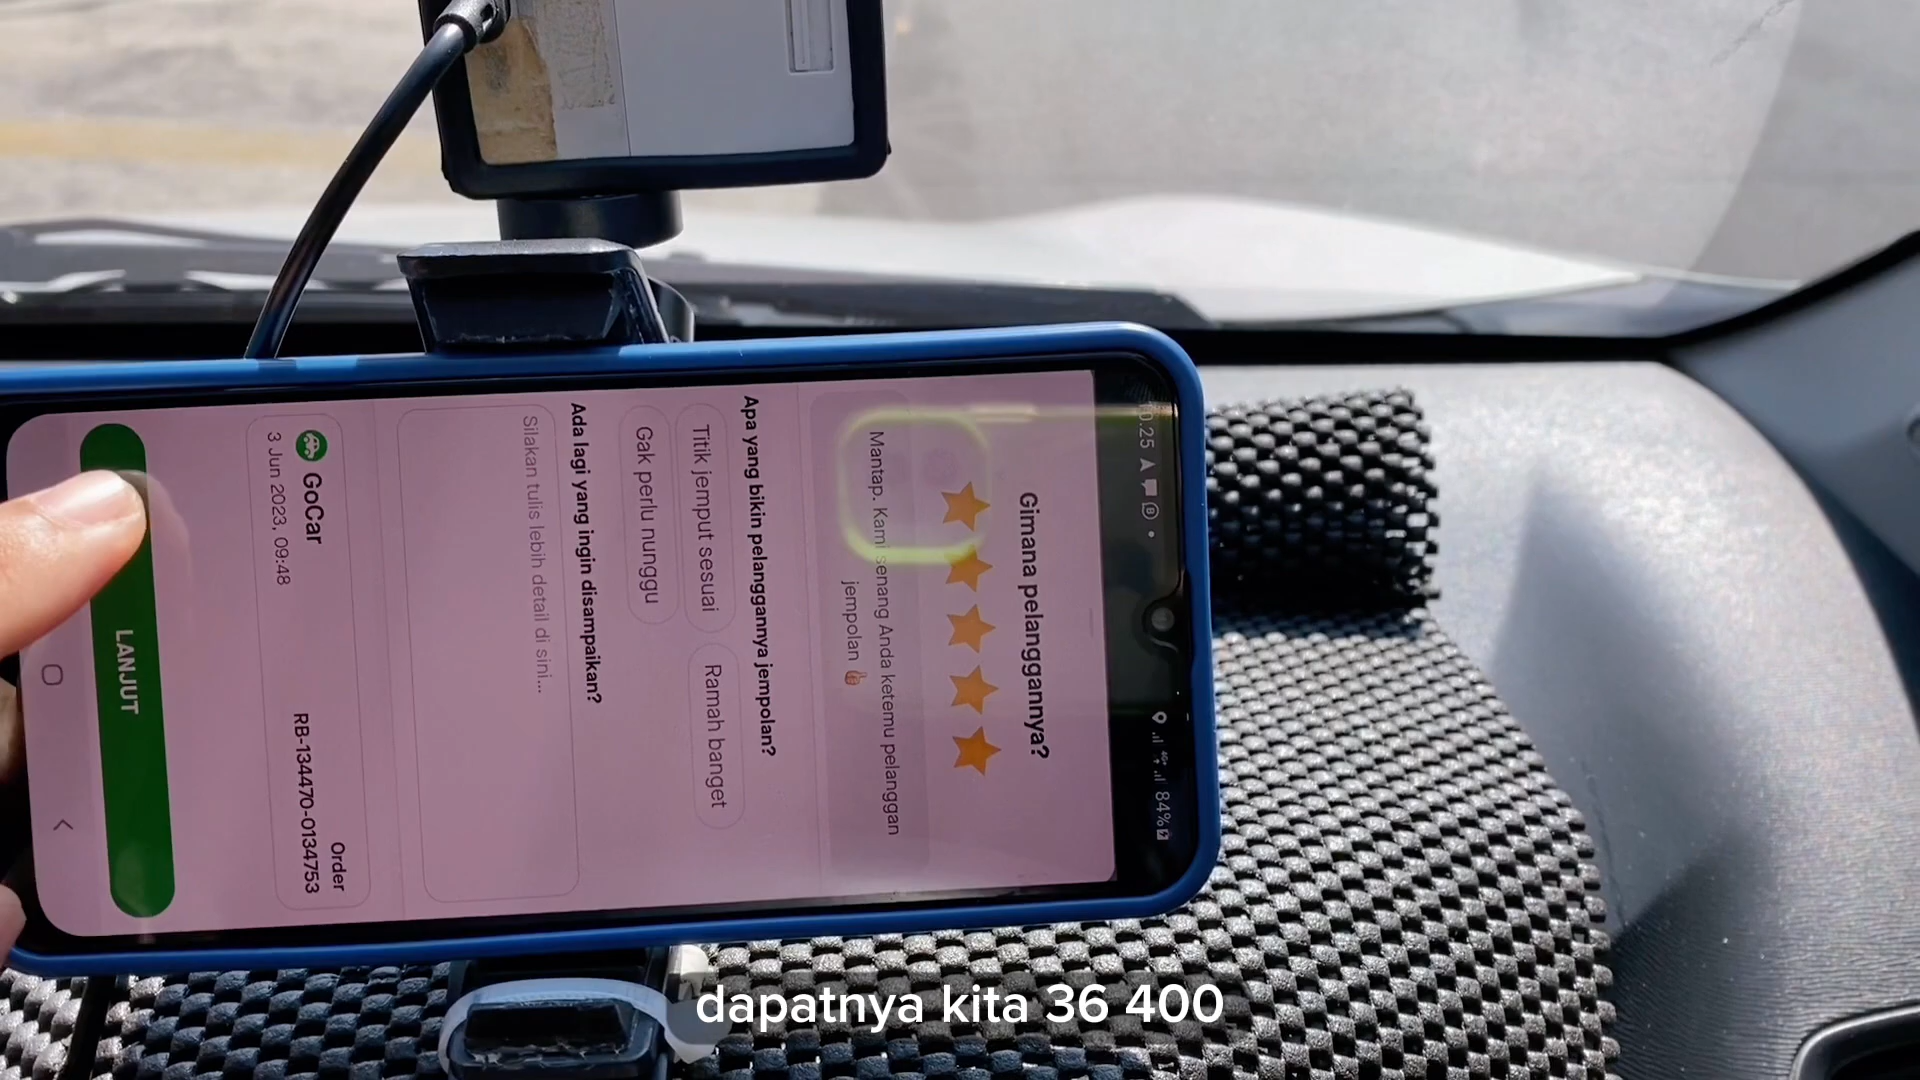 10.25
84%
Gimana pelanggannya?
Mantap. Kami senang Anda ketemu pelanggan
jempolan
Apa yang bikin pelanggannya jempolan?
Titik jemput sesuai
Ramah banget
Gak perlu nunggu
Ada lagi yang ingin disampaikan?
Silakan tulis lebih detail di sini...
GoCar
Order
3 Jun 2023, 09:48
RB-134470-0134753
LANJUT
dapatnya kita 36 400